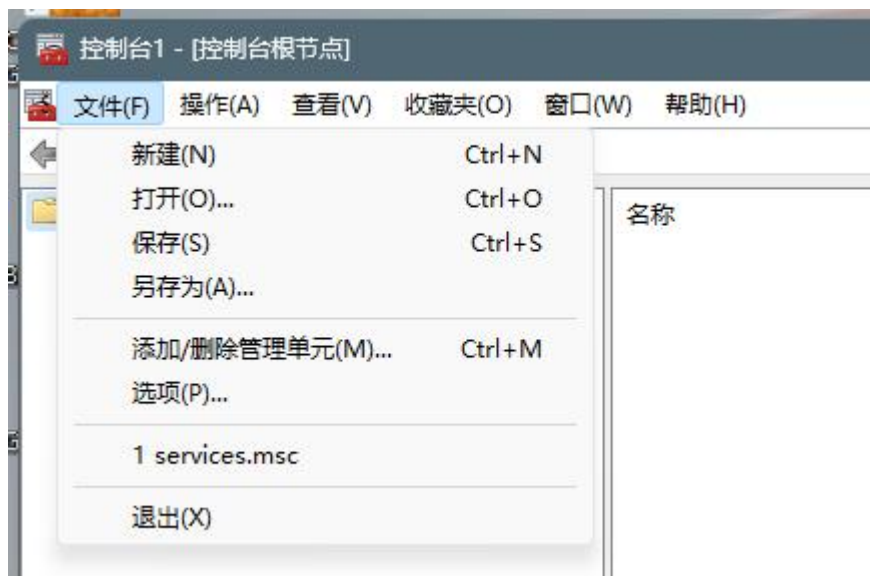 控制台1 - [控制台根节点]
文件(F) 操作(A) 查看(V) 收藏夹(O) 窗口(W) 帮助(H)
新建(N) Ctrl+N
打开(O)... Ctrl+O
保存(S) Ctrl+S
另存为(A)...
名称
添加/删除管理单元(M)... Ctrl+M
选项(P)...
1 services.msc
退出(X)